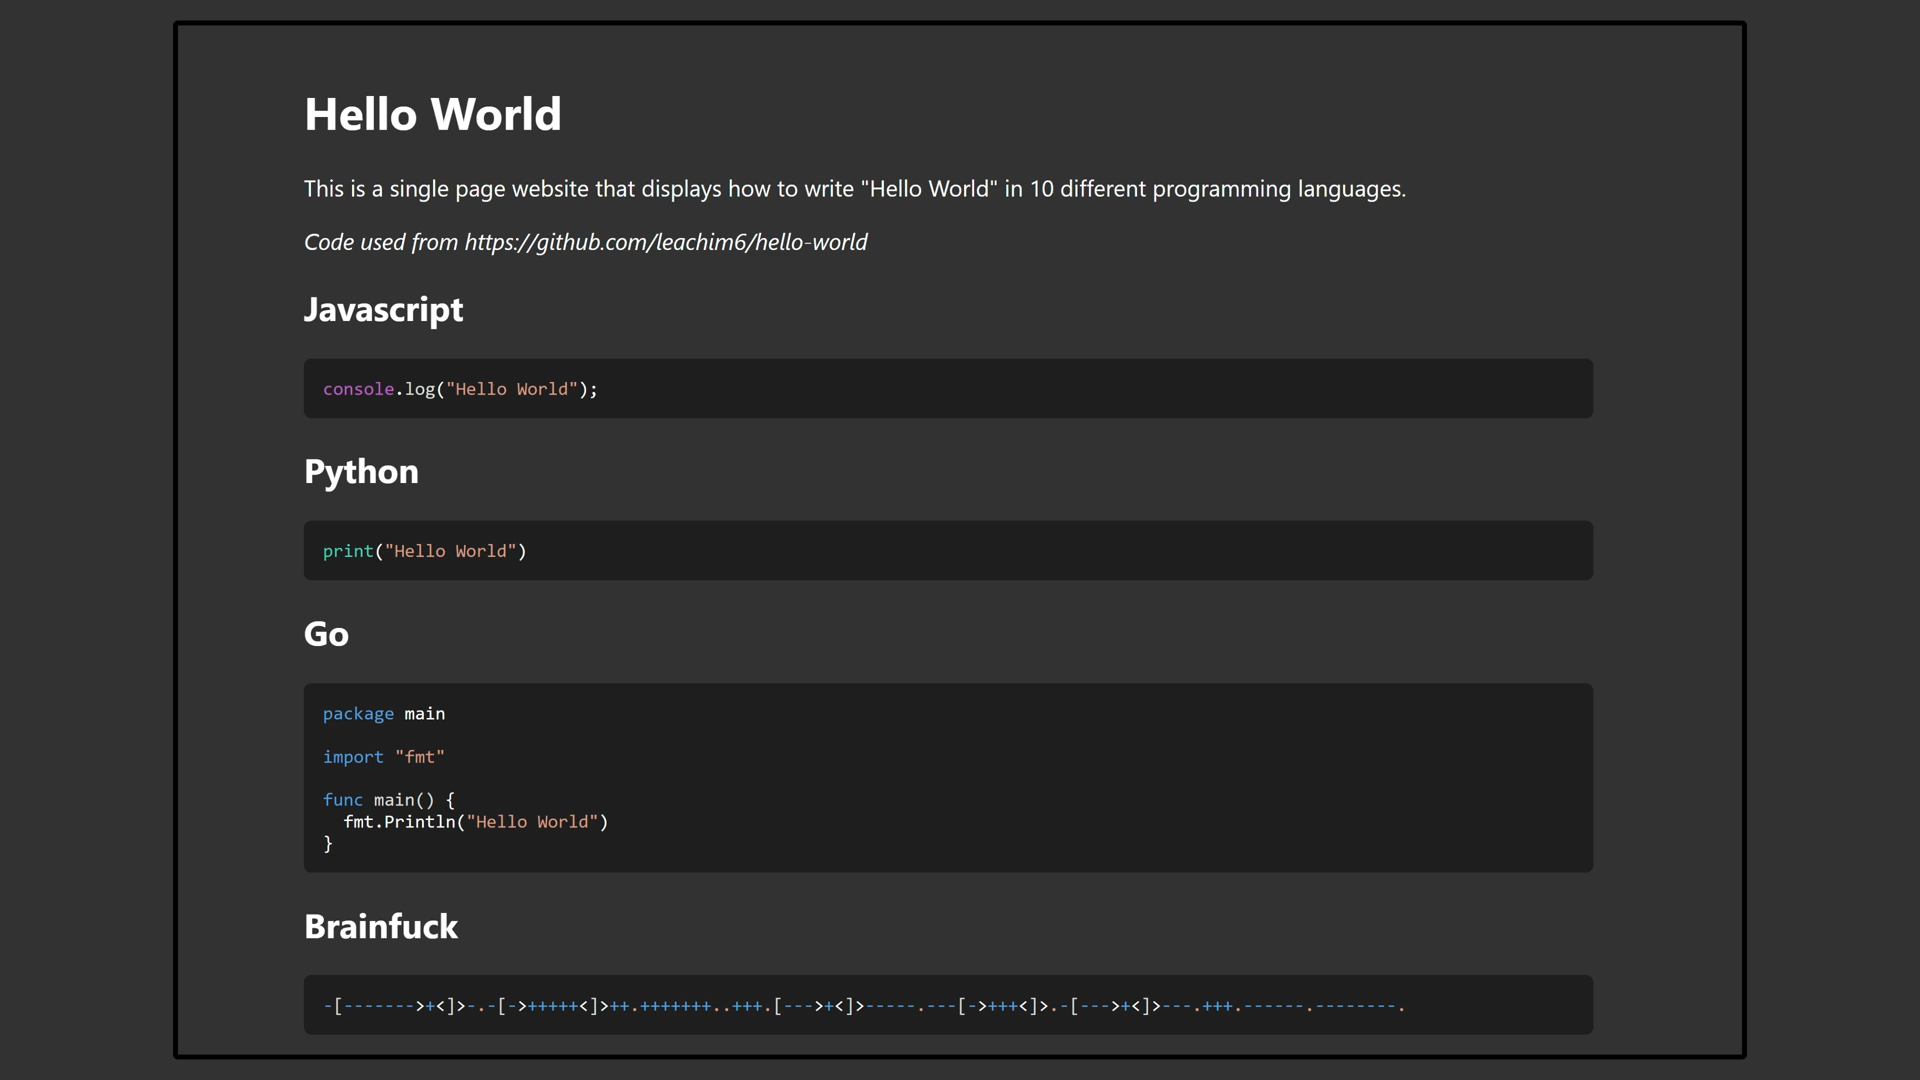 Hello World
This is a single page website that displays how to write "Hello World" in 10 different programming languages.
Code used from https://github.com/leachim6/hello-world
Javascript
console.log("Hello World");
Python
print("Hello World")
Go
package main
import "fmt"
func main() {
  fmt.Println("Hello World")
}
Brainfuck
-[------->+<]>-.-[->+++++<]>++.+++++++..+++.[--->+<]>-----.---[->+++<]>.-[--->+<]>---.+++.------.--------.